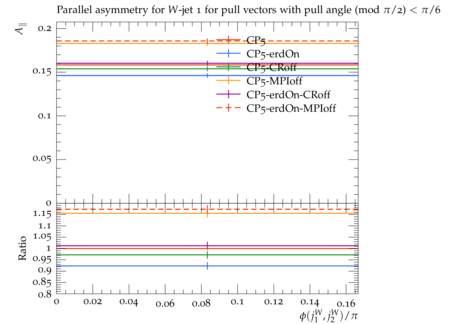 Parallel asymmetry for W-jet 1 for pull vectors with pull angle (mod π/2) < π/6
A∥
0.2
0.15
0.1
0.05
0
CP5
CP5-erdOn
CP5-CRoff
CP5-MPIoff
CP5-erdOn-CRoff
CP5-erdOn-MPIoff
Ratio
1.15
1.1
1.05
1
0.95
0.9
0.85
0.8
0 0.02 0.04 0.06 0.08 0.1 0.12 0.14 0.16
ϕ(j₁ᵂ, j₂ᵂ)/π